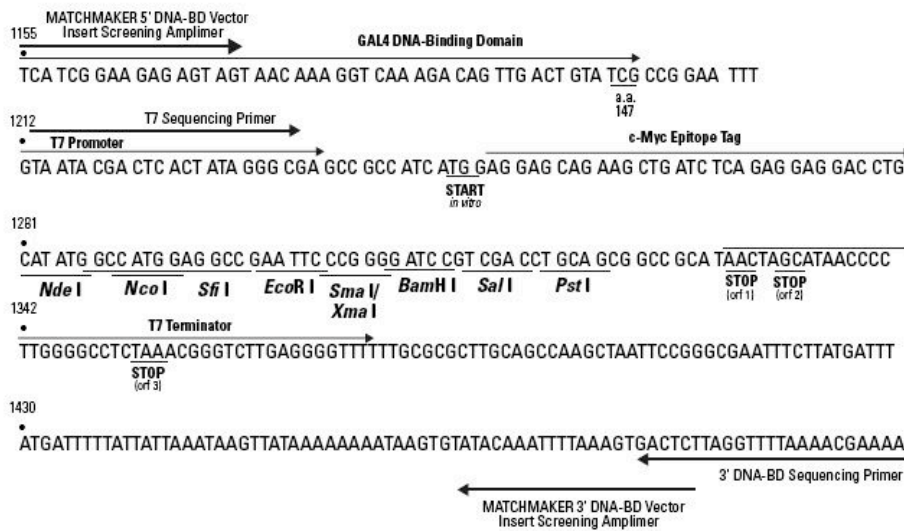 MATCHMAKER 5' DNA-BD Vector
1155 Insert Screening Amplimer GAL4 DNA-Binding Domain
TCA TCG GAA GAG AGT AGT AAC AAA GGT CAA AGA CAG TTG ACT GTA TCG CCG GAA TTT
a.a.
147
1212 T7 Sequencing Primer
T7 Promoter c-Myc Epitope Tag
GTA ATA CGA CTC ACT ATA GGG CGA GCC GCC ATC ATG GAG GAG CAG AAG CTG ATC TCA GAG GAG GAC CTG
START
in vitro
1281
CAT ATG GCC ATG GAG GCC GAA TTC CCG GGG ATC CGT CGA CCT GCA GCG GCC GCA TAACTAGCATAACCCC
Nde I Nco I Sfi I EcoR I Sma I/ BamH I Sal I Pst I STOP STOP
Xma I (orf 1) (orf 2)
1342 T7 Terminator
TTGGGGCCTCTAAACGGGTCTTGAGGGGTTTTTTGCGCGCTTGCAGCCAAGCTAATTCCGGGCGAATTTCTTATGATTT
STOP
(orf 3)
1430
ATGATTTTTATTATTAAATAAGTTATAAAAAAAATAAGTGTATACAAATTTTAAAGTGACTCTTAGGTTTTAAAACGAAAA
3' DNA-BD Sequencing Primer
MATCHMAKER 3' DNA-BD Vector
Insert Screening Amplimer